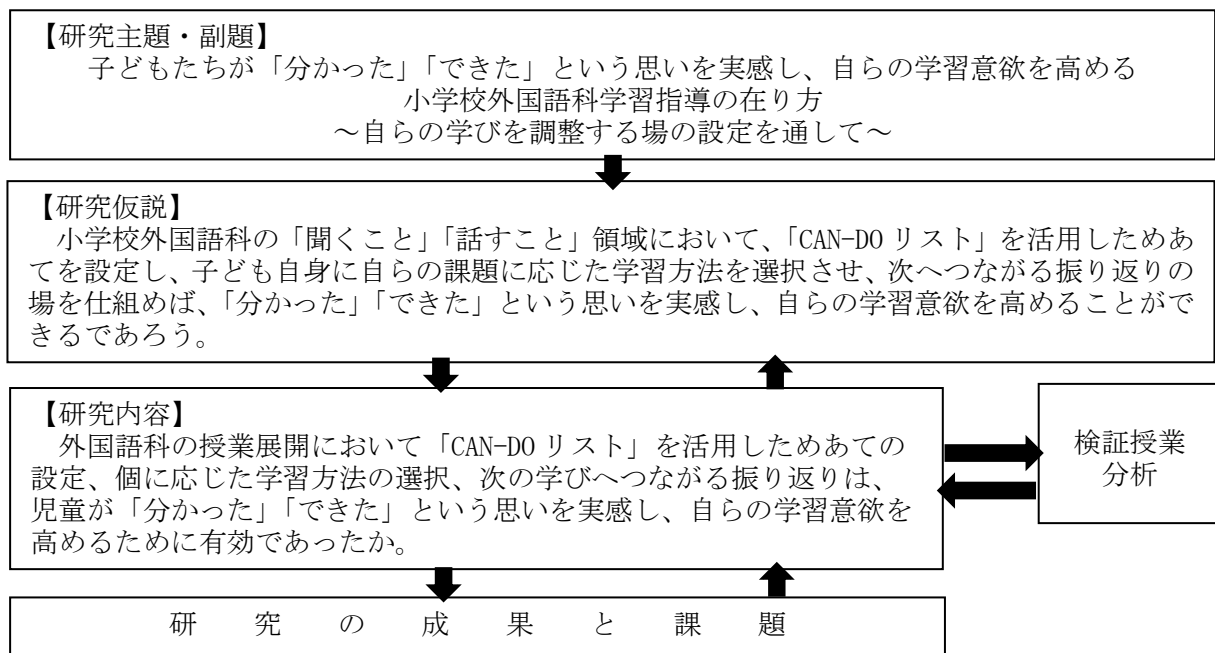 【研究主題・副題】
子どもたちが「分かった」「できた」という思いを実感し、自らの学習意欲を高める
小学校外国語科学習指導の在り方
～自らの学びを調整する場の設定を通して～
【研究仮説】
小学校外国語科の「聞くこと」「話すこと」領域において、「CAN-DO リスト」を活用しためあ
てを設定し、子ども自身に自らの課題に応じた学習方法を選択させ、次へつながる振り返りの
場を仕組めば、「分かった」「できた」という思いを実感し、自らの学習意欲を高めることがで
きるであろう。
【研究内容】
外国語科の授業展開において「CAN-DO リスト」を活用しためあての
設定、個に応じた学習方法の選択、次の学びへつながる振り返りは、
児童が「分かった」「できた」という思いを実感し、自らの学習意欲を
高めるために有効であったか。
検証授業
分析
研究の成果と課題